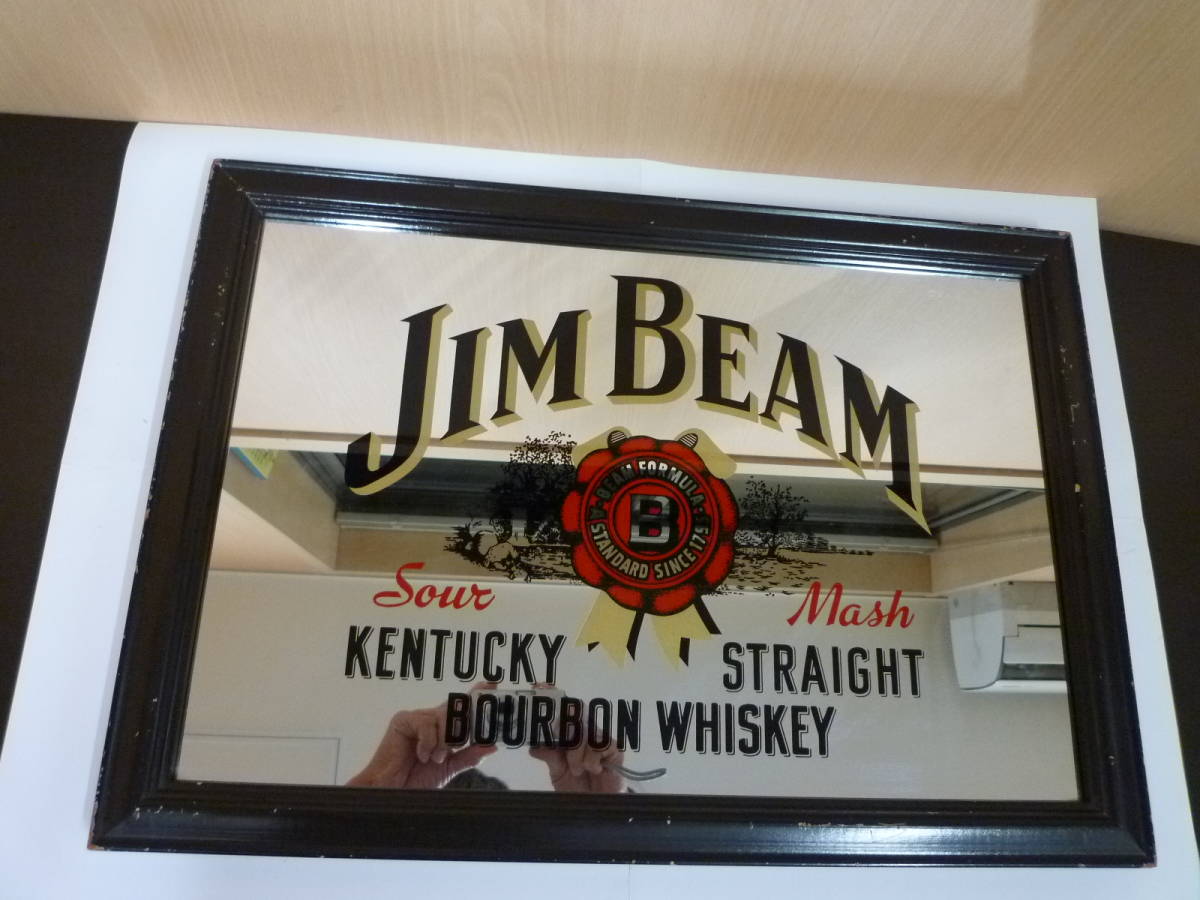 JIM BEAM
BEAM FORMULA
B
A STANDARD SINCE 1795
Sour Mash
KENTUCKY STRAIGHT
BOURBON WHISKEY